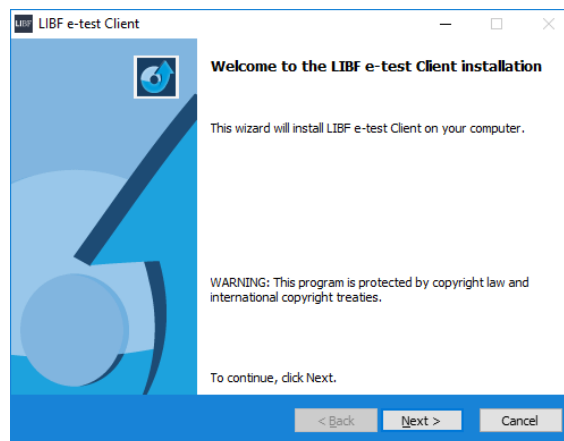 LIBF LIBF e-test Client
Welcome to the LIBF e-test Client installation
This wizard will install LIBF e-test Client on your computer.
WARNING: This program is protected by copyright law and
international copyright treaties.
To continue, click Next.
< Back Next > Cancel